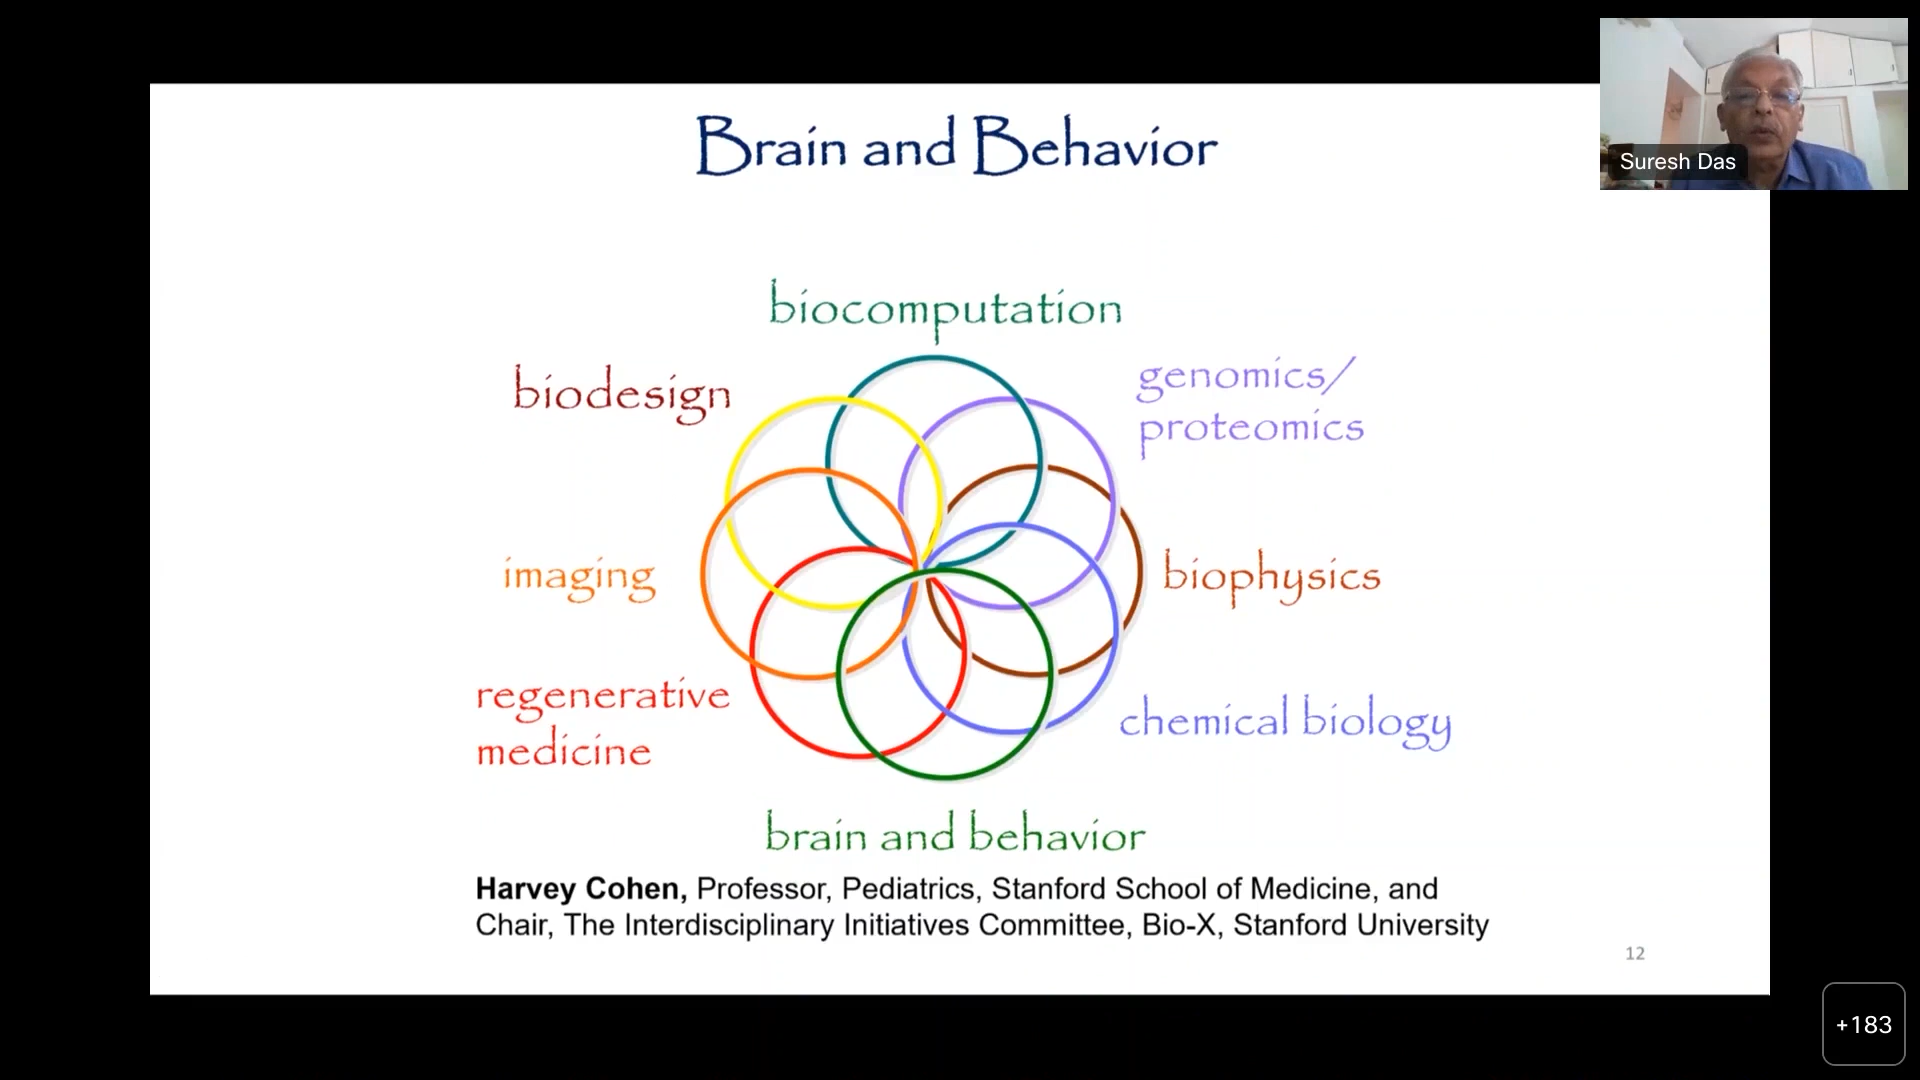 Brain and Behavior
Suresh Das
biocomputation
biodesign
genomics/
proteomics
imaging
biophysics
regenerative
medicine
chemical biology
brain and behavior
Harvey Cohen, Professor, Pediatrics, Stanford School of Medicine, and
Chair, The Interdisciplinary Initiatives Committee, Bio-X, Stanford University
12
+183